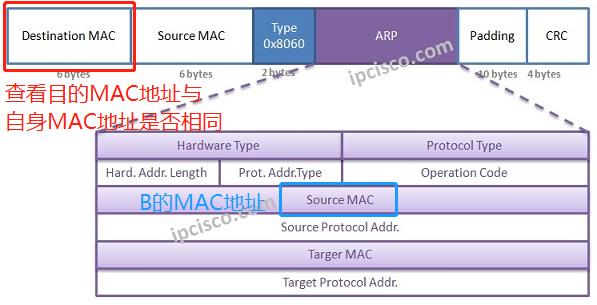 Destination MAC
Source MAC
Type
0x8060
ARP
Padding
CRC
6 bytes
6 bytes
2 bytes
10 bytes
4 bytes
ipcisco.com
查看目的MAC地址与
自身MAC地址是否相同
Hardware Type
Protocol Type
Hard. Addr. Length
Prot. Addr.Type
Operation Code
B的MAC地址
Source MAC
Source Protocol Addr.
ipcisco.com
Targer MAC
Target Protocol Addr.